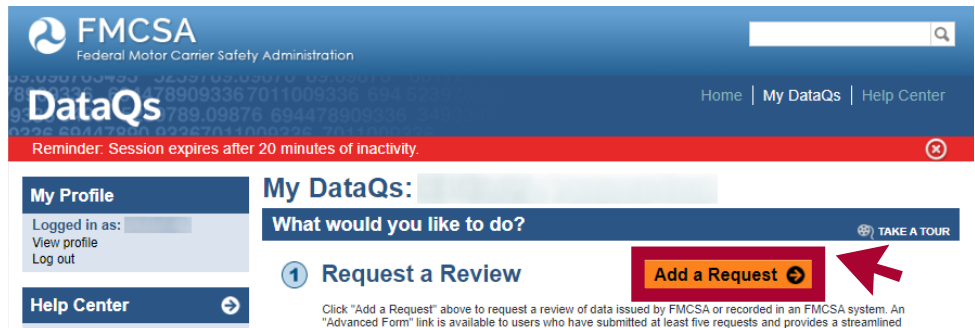 FMCSA
Federal Motor Carrier Safety Administration
DataQs
Home | My DataQs | Help Center
Reminder: Session expires after 20 minutes of inactivity.
My Profile
Logged in as:
View profile
Log out
Help Center
My DataQs:
What would you like to do?
TAKE A TOUR
1 Request a Review
Add a Request
Click "Add a Request" above to request a review of data issued by FMCSA or recorded in an FMCSA system. An
"Advanced Form" link is available to users who have submitted at least five requests and provides a streamlined